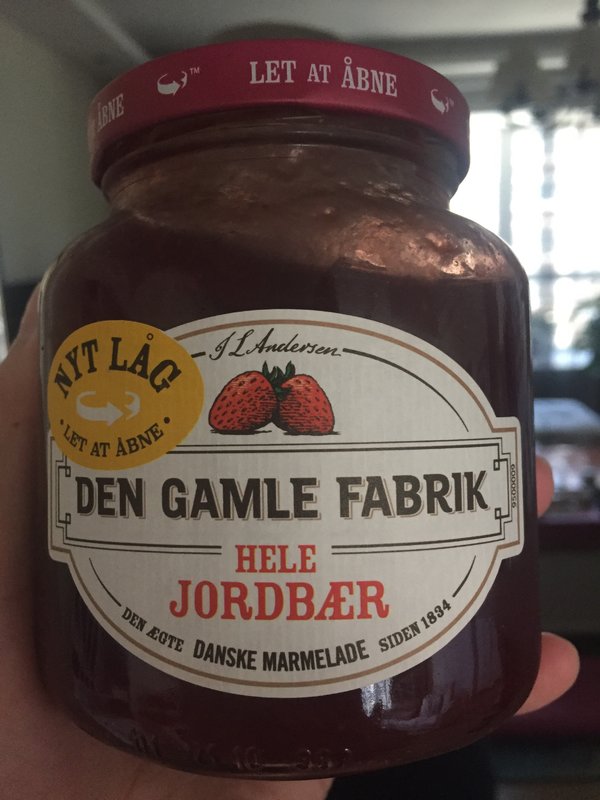 ÅBNE
LET AT ÅBNE
TM
J L Andersen
NYT LÅG
• LET AT ÅBNE •
DEN GAMLE FABRIK
HELE
JORDBÆR
DEN ÆGTE DANSKE MARMELADE SIDEN 1834